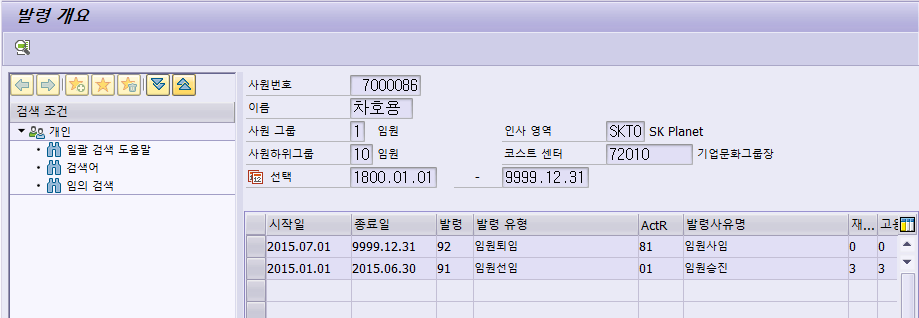 발령 개요
검색 조건
개인
일괄 검색 도움말
검색어
임의 검색
사원번호 7000086
이름 차호용
사원 그룹 1 임원 인사 영역 SKT0 SK Planet
사원하위그룹 10 임원 코스트 센터 72010 기업문화그룹장
선택 1800.01.01 - 9999.12.31
시작일 종료일 발령 발령 유형 ActR 발령사유명 재... 고용
2015.07.01 9999.12.31 92 임원퇴임 81 임원사임 0 0
2015.01.01 2015.06.30 91 임원선임 01 임원승진 3 3